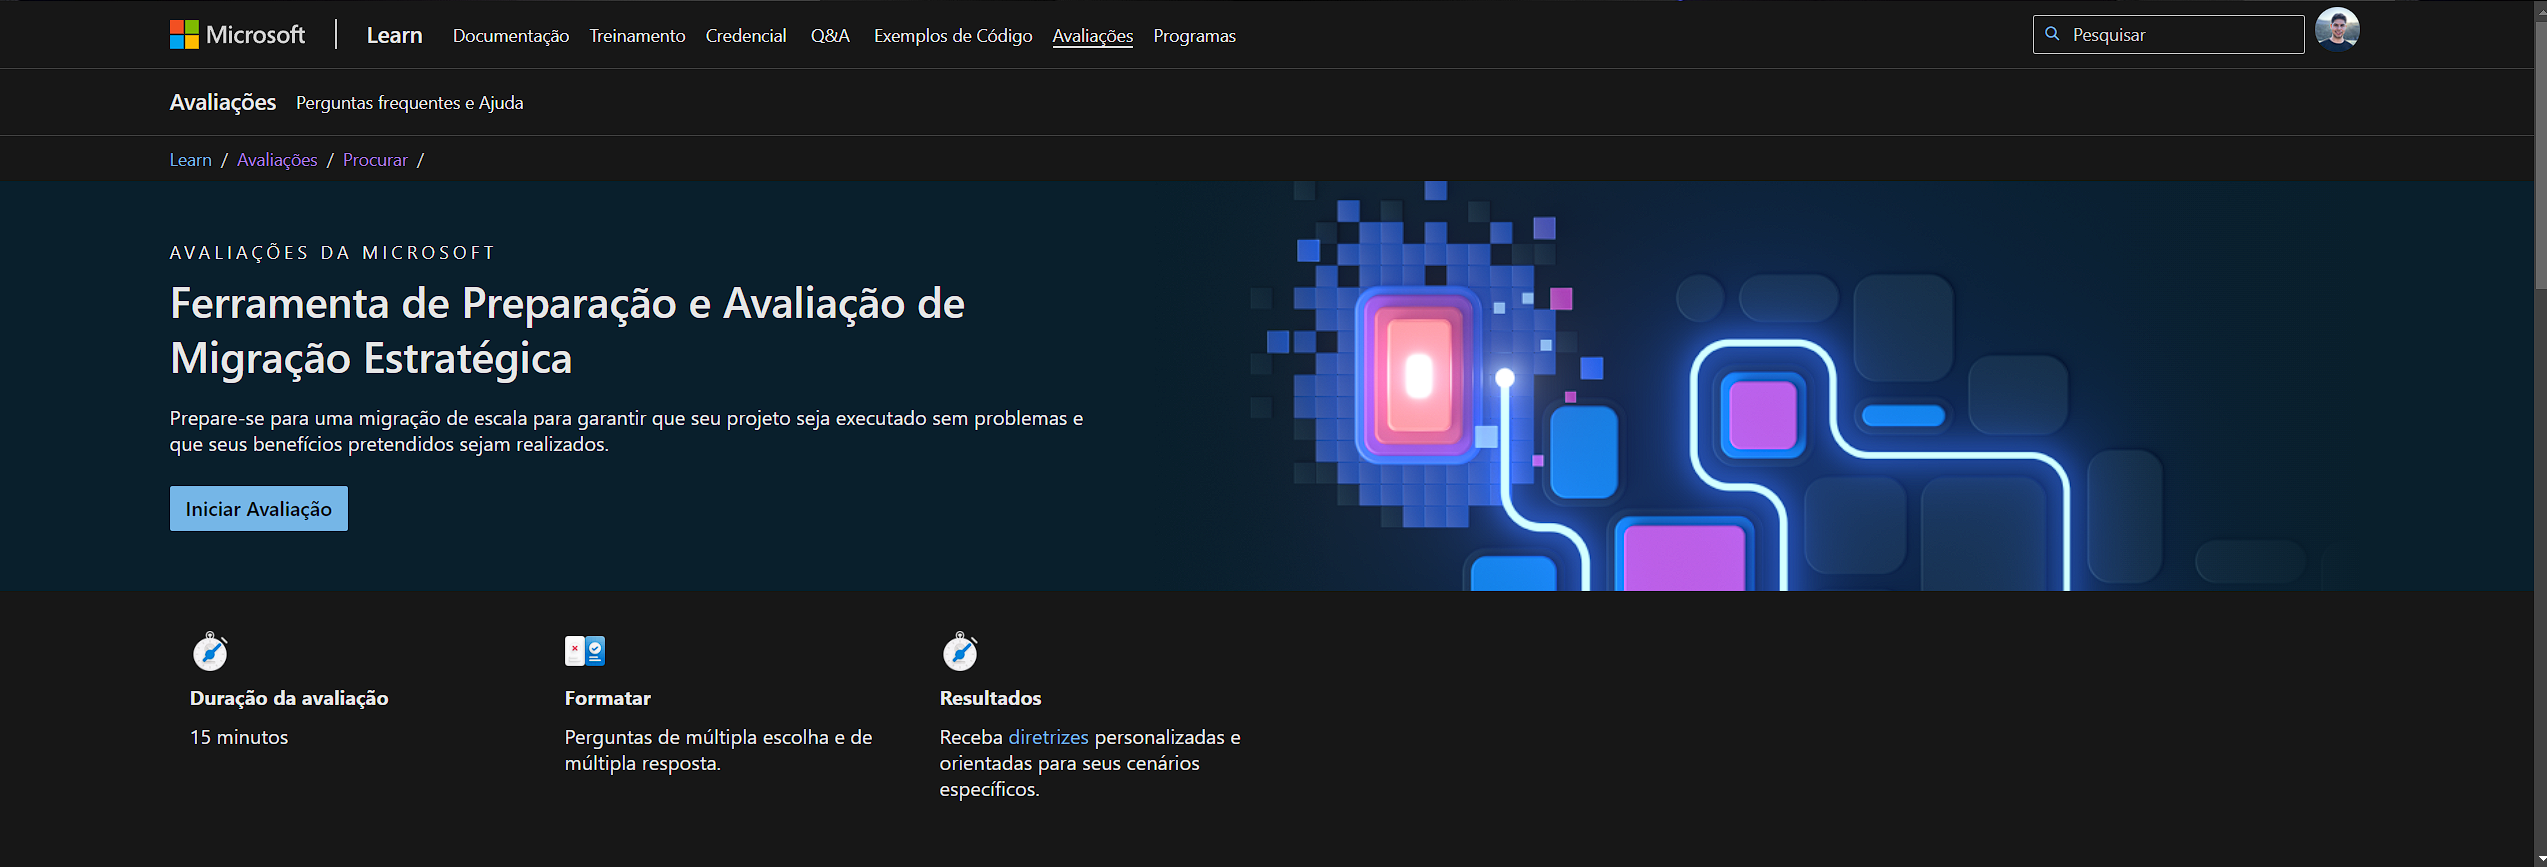 Microsoft Learn Documentação Treinamento Credencial Q&A Exemplos de Código Avaliações Programas Pesquisar
Avaliações Perguntas frequentes e Ajuda
Learn / Avaliações / Procurar /
AVALIAÇÕES DA MICROSOFT
Ferramenta de Preparação e Avaliação de
Migração Estratégica
Prepare-se para uma migração de escala para garantir que seu projeto seja executado sem problemas e
que seus benefícios pretendidos sejam realizados.
Iniciar Avaliação
Duração da avaliação
15 minutos
Formatar
Perguntas de múltipla escolha e de
múltipla resposta.
Resultados
Receba diretrizes personalizadas e
orientadas para seus cenários
específicos.